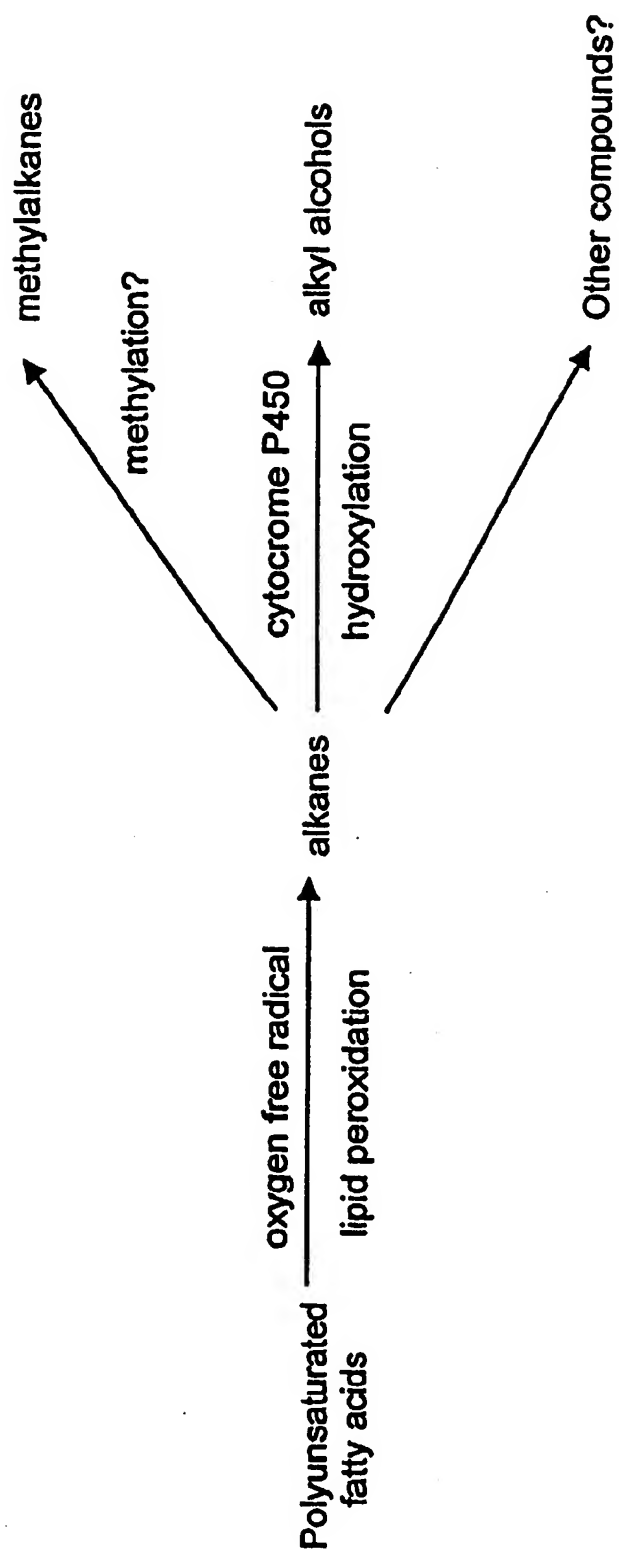 Polyunsaturated
fatty acids
oxygen free radical
lipid peroxidation
alkanes
methylation?
methylalkanes
cytocrome P450
hydroxylation
alkyl alcohols
Other compounds?